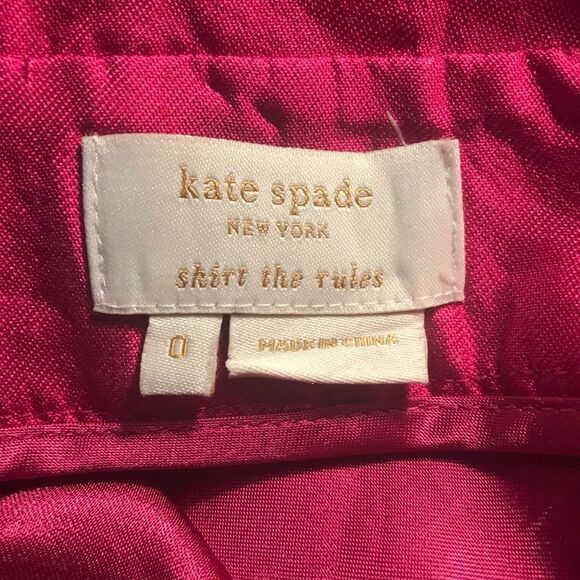 kate spade
NEW YORK
skirt the rules
0
MADE IN CHINA